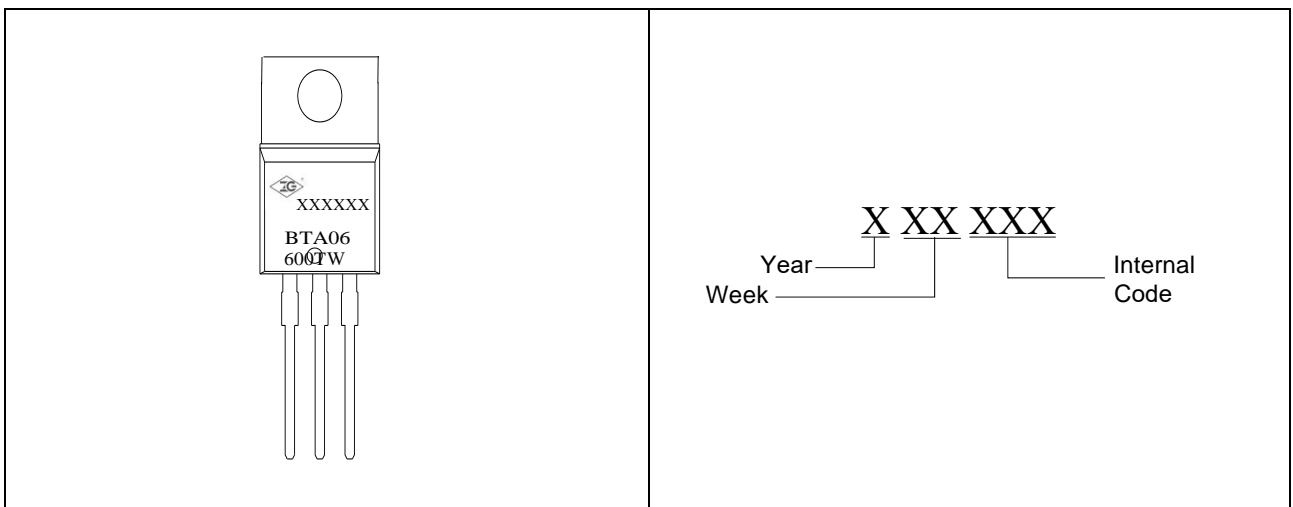 XXXXXX
BTA06
600TW
X XX XXX
Year
Week
Internal
Code